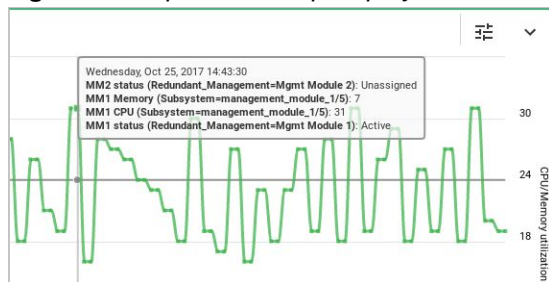 Wednesday, Oct 25, 2017 14:43:30
MM2 status (Redundant_Management=Mgmt Module 2): Unassigned
MM1 Memory (Subsystem=management_module_1/5): 7
MM1 CPU (Subsystem=management_module_1/5): 31
MM1 status (Redundant_Management=Mgmt Module 1): Active
30
24
18
CPU/Memory utilization